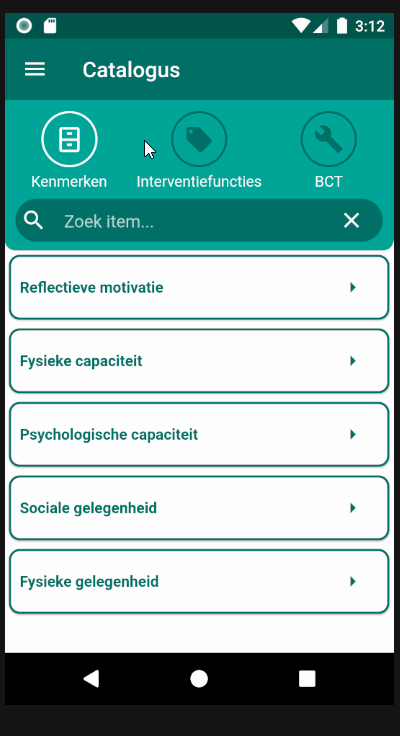 3:12
Catalogus
Kenmerken Interventiefuncties BCT
Zoek item...
Reflectieve motivatie
Fysieke capaciteit
Psychologische capaciteit
Sociale gelegenheid
Fysieke gelegenheid